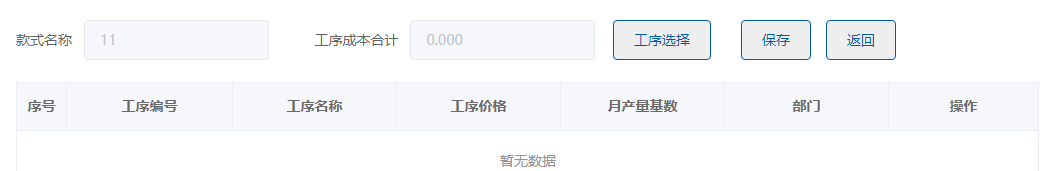 款式名称 11 工序成本合计 0.000 工序选择 保存 返回
序号 工序编号 工序名称 工序价格 月产量基数 部门 操作
暂无数据